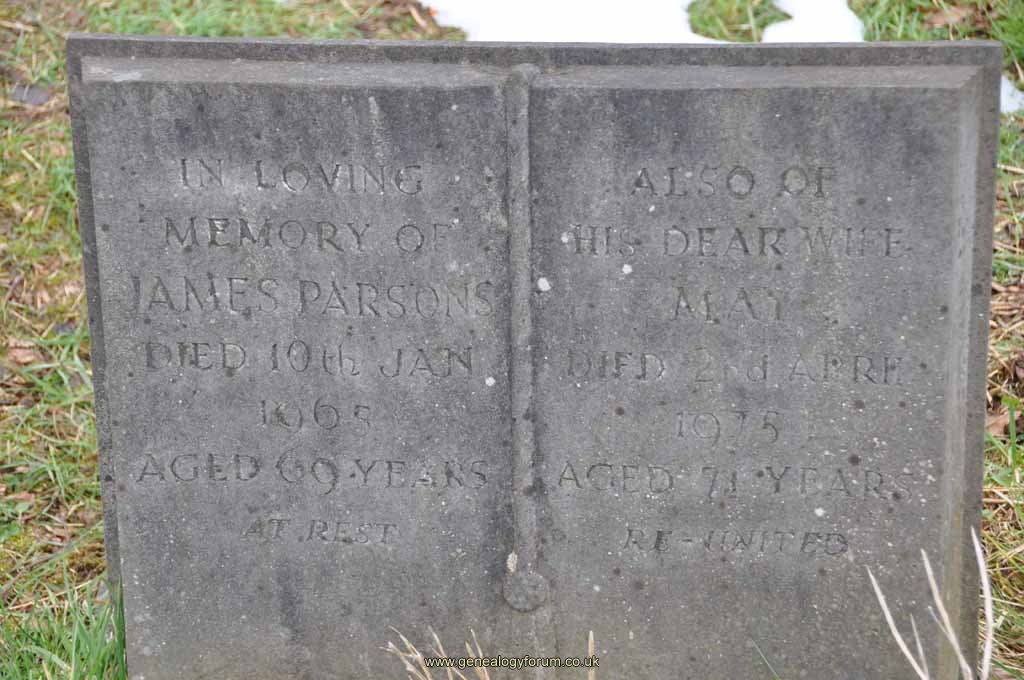 IN LOVING
MEMORY OF
JAMES PARSONS
DIED 10th JAN
1965
AGED 69 YEARS
AT REST
ALSO OF
HIS DEAR WIFE
MAY
DIED 2nd APRIL
1975
AGED 71 YEARS
RE-UNITED
www.genealogyforum.co.uk